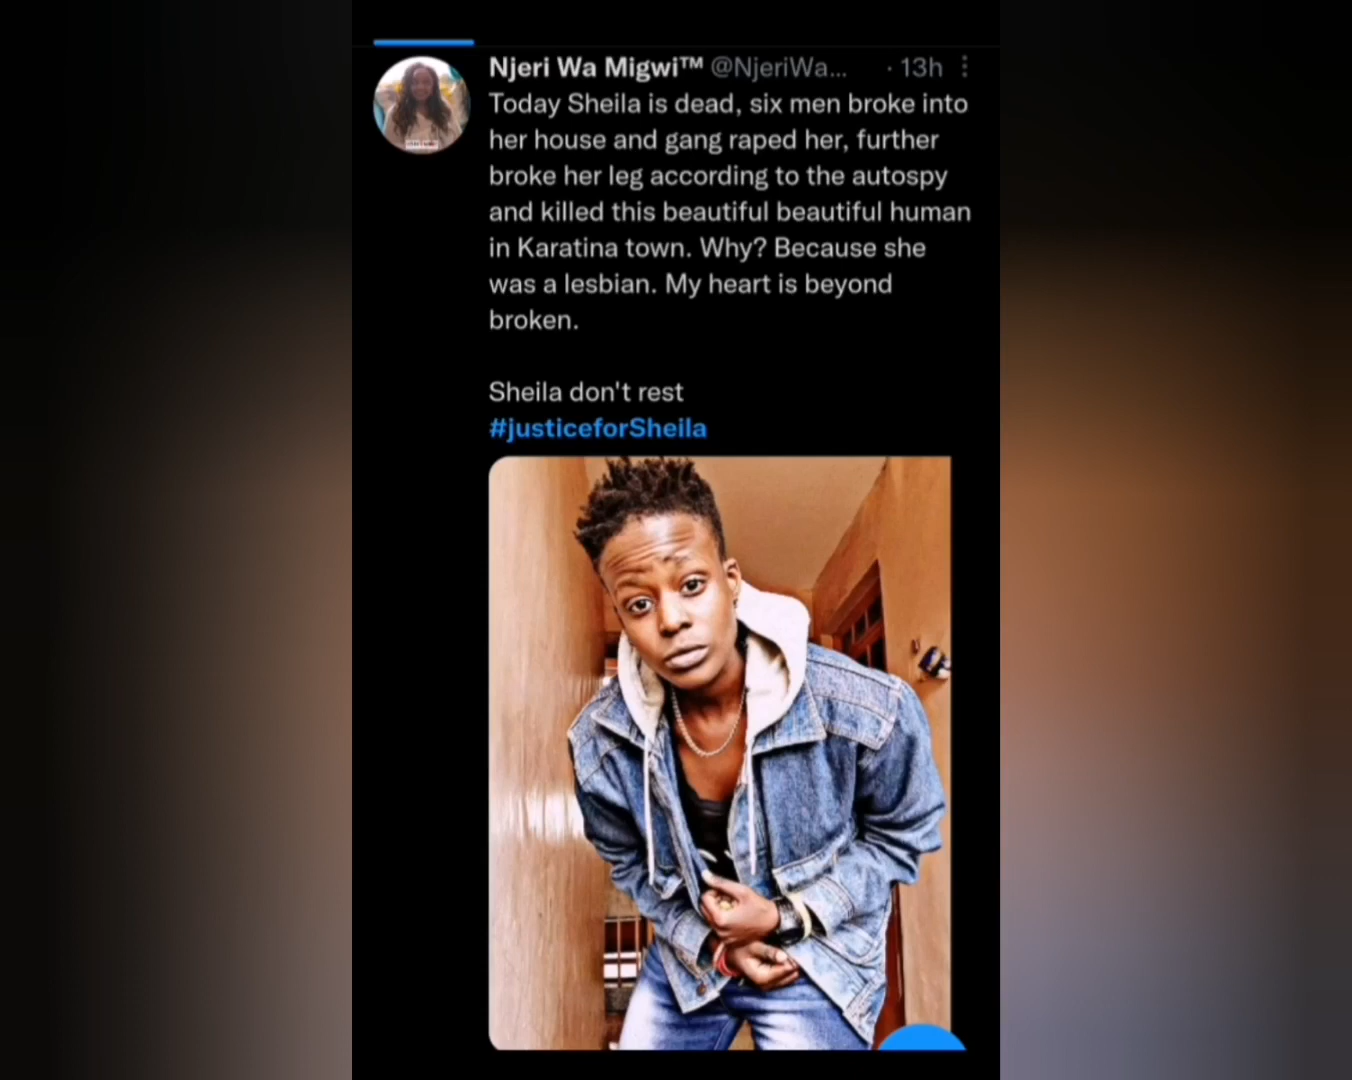 Njeri Wa Migwi™ @NjeriWa... · 13h
Today Sheila is dead, six men broke into
her house and gang raped her, further
broke her leg according to the autospy
and killed this beautiful beautiful human
in Karatina town. Why? Because she
was a lesbian. My heart is beyond
broken.
Sheila don't rest
#justiceforSheila